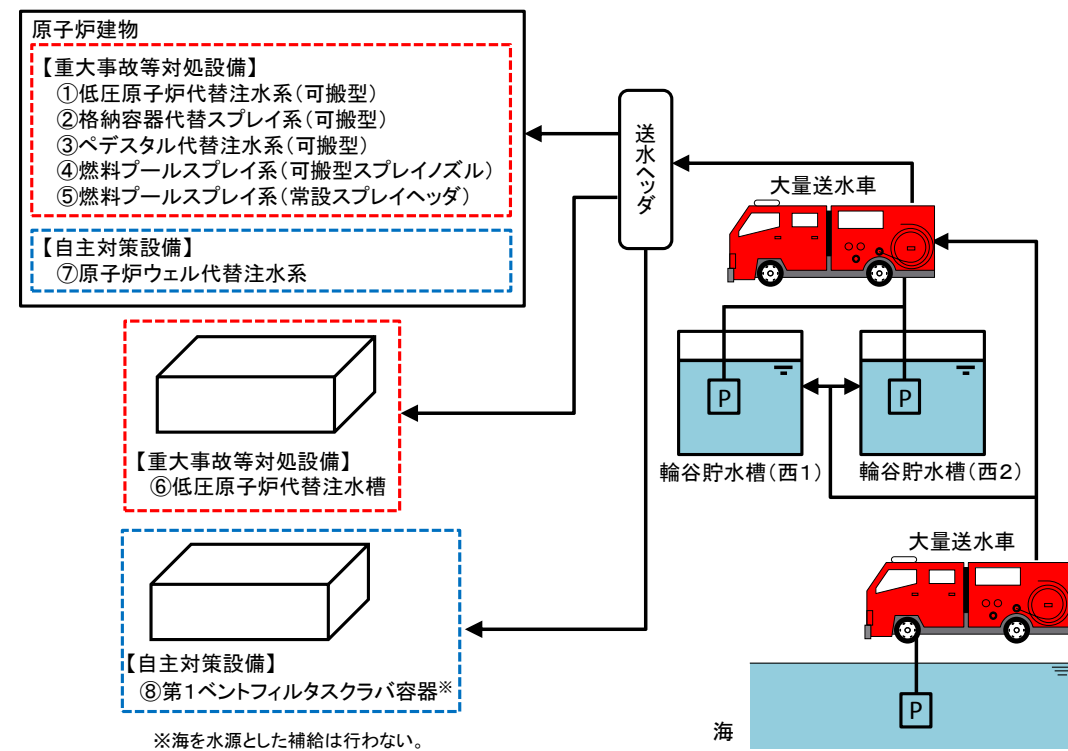 原子炉建物
【重大事故等対処設備】
①低圧原子炉代替注水系(可搬型)
②格納容器代替スプレイ系(可搬型)
③ペデスタル代替注水系(可搬型)
④燃料プールスプレイ系(可搬型スプレイノズル)
⑤燃料プールスプレイ系(常設スプレイヘッダ)
【自主対策設備】
⑦原子炉ウェル代替注水系
送水ヘッダ
大量送水車
P
P
輪谷貯水槽(西1)
輪谷貯水槽(西2)
【重大事故等対処設備】
⑥低圧原子炉代替注水槽
大量送水車
【自主対策設備】
⑧第1ベントフィルタスクラバ容器※
P
海
※海を水源とした補給は行わない。